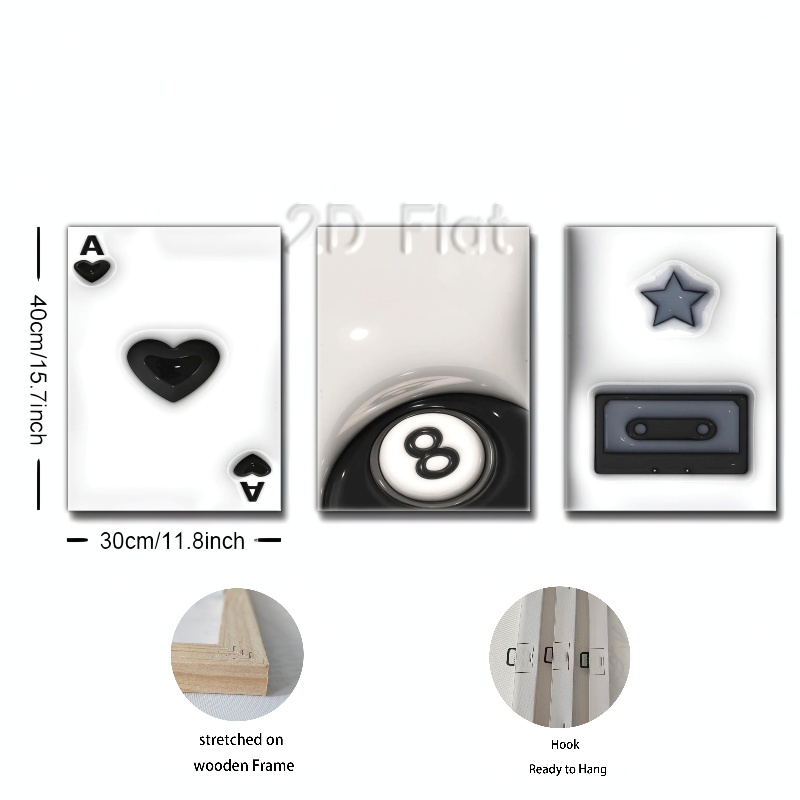 2D Flat
A
8
A
40cm/15.7inch
30cm/11.8inch
stretched on
wooden Frame
Hook
Ready to Hang